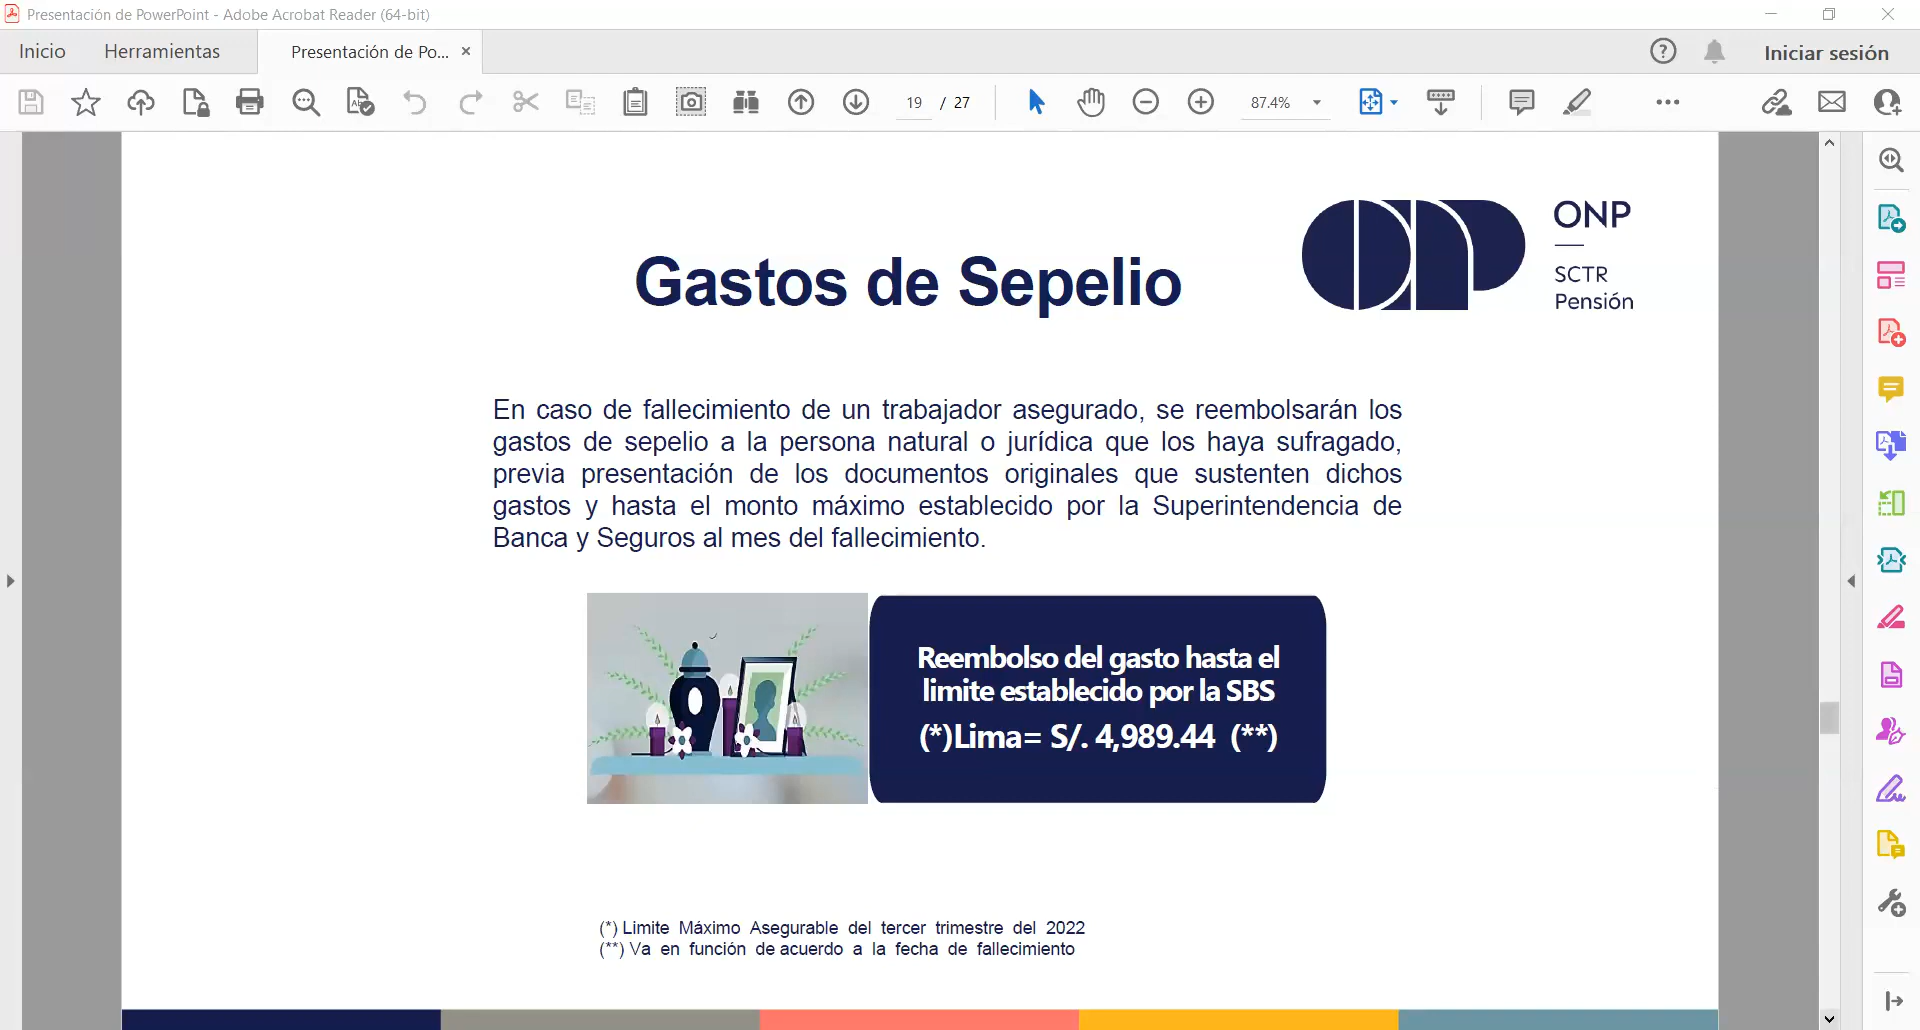 Presentación de PowerPoint - Adobe Acrobat Reader (64-bit)
Inicio
Herramientas
Presentación de Po...
Iniciar sesión
19 / 27
87.4%
ONP
SCTR
Pensión
Gastos de Sepelio
En caso de fallecimiento de un trabajador asegurado, se reembolsarán los
gastos de sepelio a la persona natural o jurídica que los haya sufragado,
previa presentación de los documentos originales que sustenten dichos
gastos y hasta el monto máximo establecido por la Superintendencia de
Banca y Seguros al mes del fallecimiento.
Reembolso del gasto hasta el
limite establecido por la SBS
(*)Lima= S/. 4,989.44 (**)
(*) Limite Máximo Asegurable del tercer trimestre del 2022
(**) Va en función de acuerdo a la fecha de fallecimiento